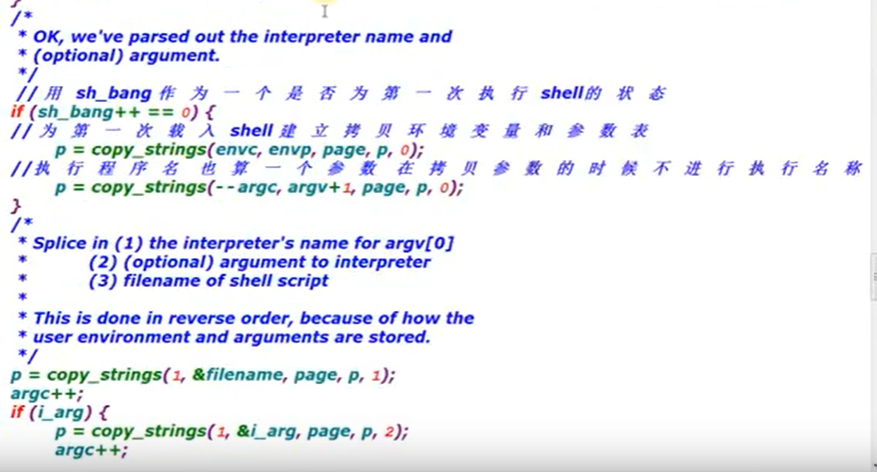 }
/*
 * OK, we've parsed out the interpreter name and
 * (optional) argument.
 */
// 用 sh_bang 作为一个是否为第一次执行 shell的状态
if (sh_bang++ == 0) {
// 为第一次载入 shell 建立拷贝环境变量和参数表
p = copy_strings(envc, envp, page, p, 0);
//执行程序名也算一个参数在拷贝参数的时候不进行执行名称
p = copy_strings(--argc, argv+1, page, p, 0);
}
/*
 * Splice in (1) the interpreter's name for argv[0]
 * (2) (optional) argument to interpreter
 * (3) filename of shell script
 *
 * This is done in reverse order, because of how the
 * user environment and arguments are stored.
 */
p = copy_strings(1, &filename, page, p, 1);
argc++;
if (i_arg) {
p = copy_strings(1, &i_arg, page, p, 2);
argc++;